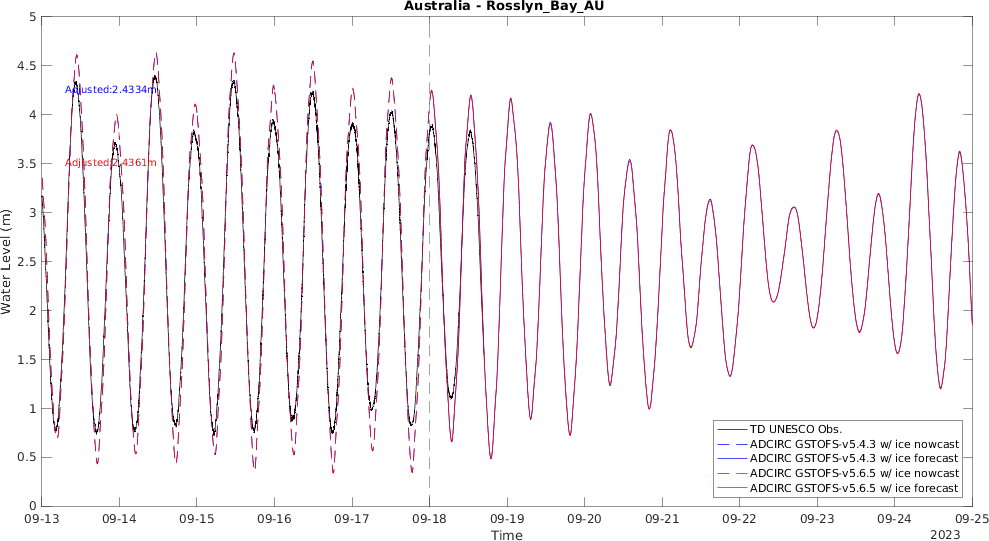 Australia - Rosslyn_Bay_AU
5
4.5
Adjusted:2.4334m
4
3.5
Adjusted:2.4361m
3
2.5
2
1.5
1
0.5
0
Water Level (m)
TD UNESCO Obs.
ADCIRC GSTOFS-v5.4.3 w/ ice nowcast
ADCIRC GSTOFS-v5.4.3 w/ ice forecast
ADCIRC GSTOFS-v5.6.5 w/ ice nowcast
ADCIRC GSTOFS-v5.6.5 w/ ice forecast
09-13 09-14 09-15 09-16 09-17 09-18 09-19 09-20 09-21 09-22 09-23 09-24 09-25
Time
2023